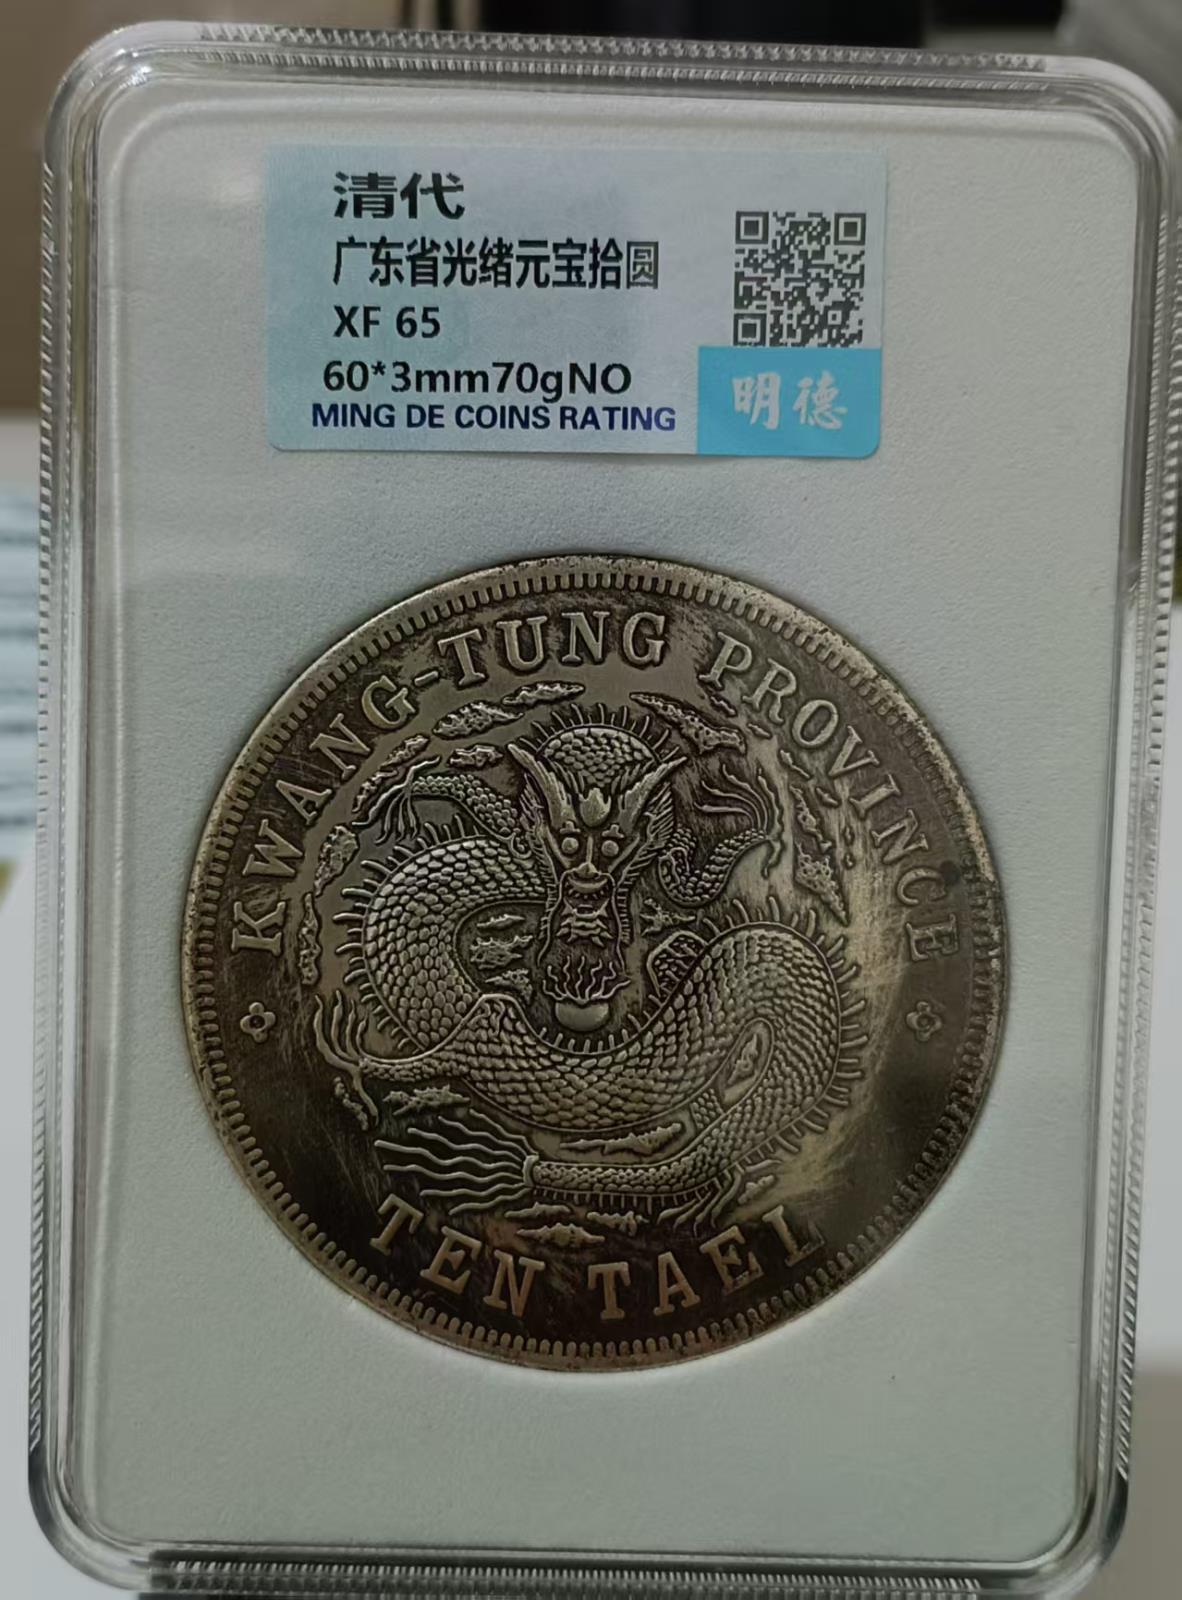 清代
广东省光绪元宝拾圆
XF 65
60*3mm70gNO
MING DE COINS RATING
明德
KWANG-TUNG PROVINCE
TEN TAEL